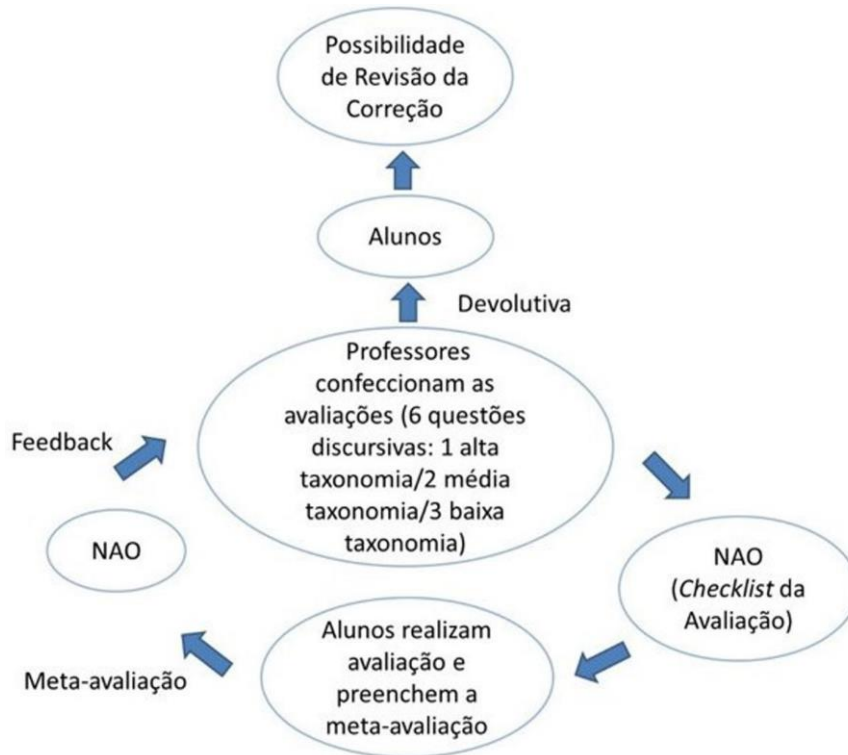 Possibilidade
de Revisão da
Correção
Alunos
Devolutiva
Professores
confeccionam as
avaliações (6 questões
discursivas: 1 alta
taxonomia/2 média
taxonomia/3 baixa
taxonomia)
Feedback
NAO
NAO
(Checklist da
Avaliação)
Alunos realizam
avaliação e
preenchem a
meta-avaliação
Meta-avaliação